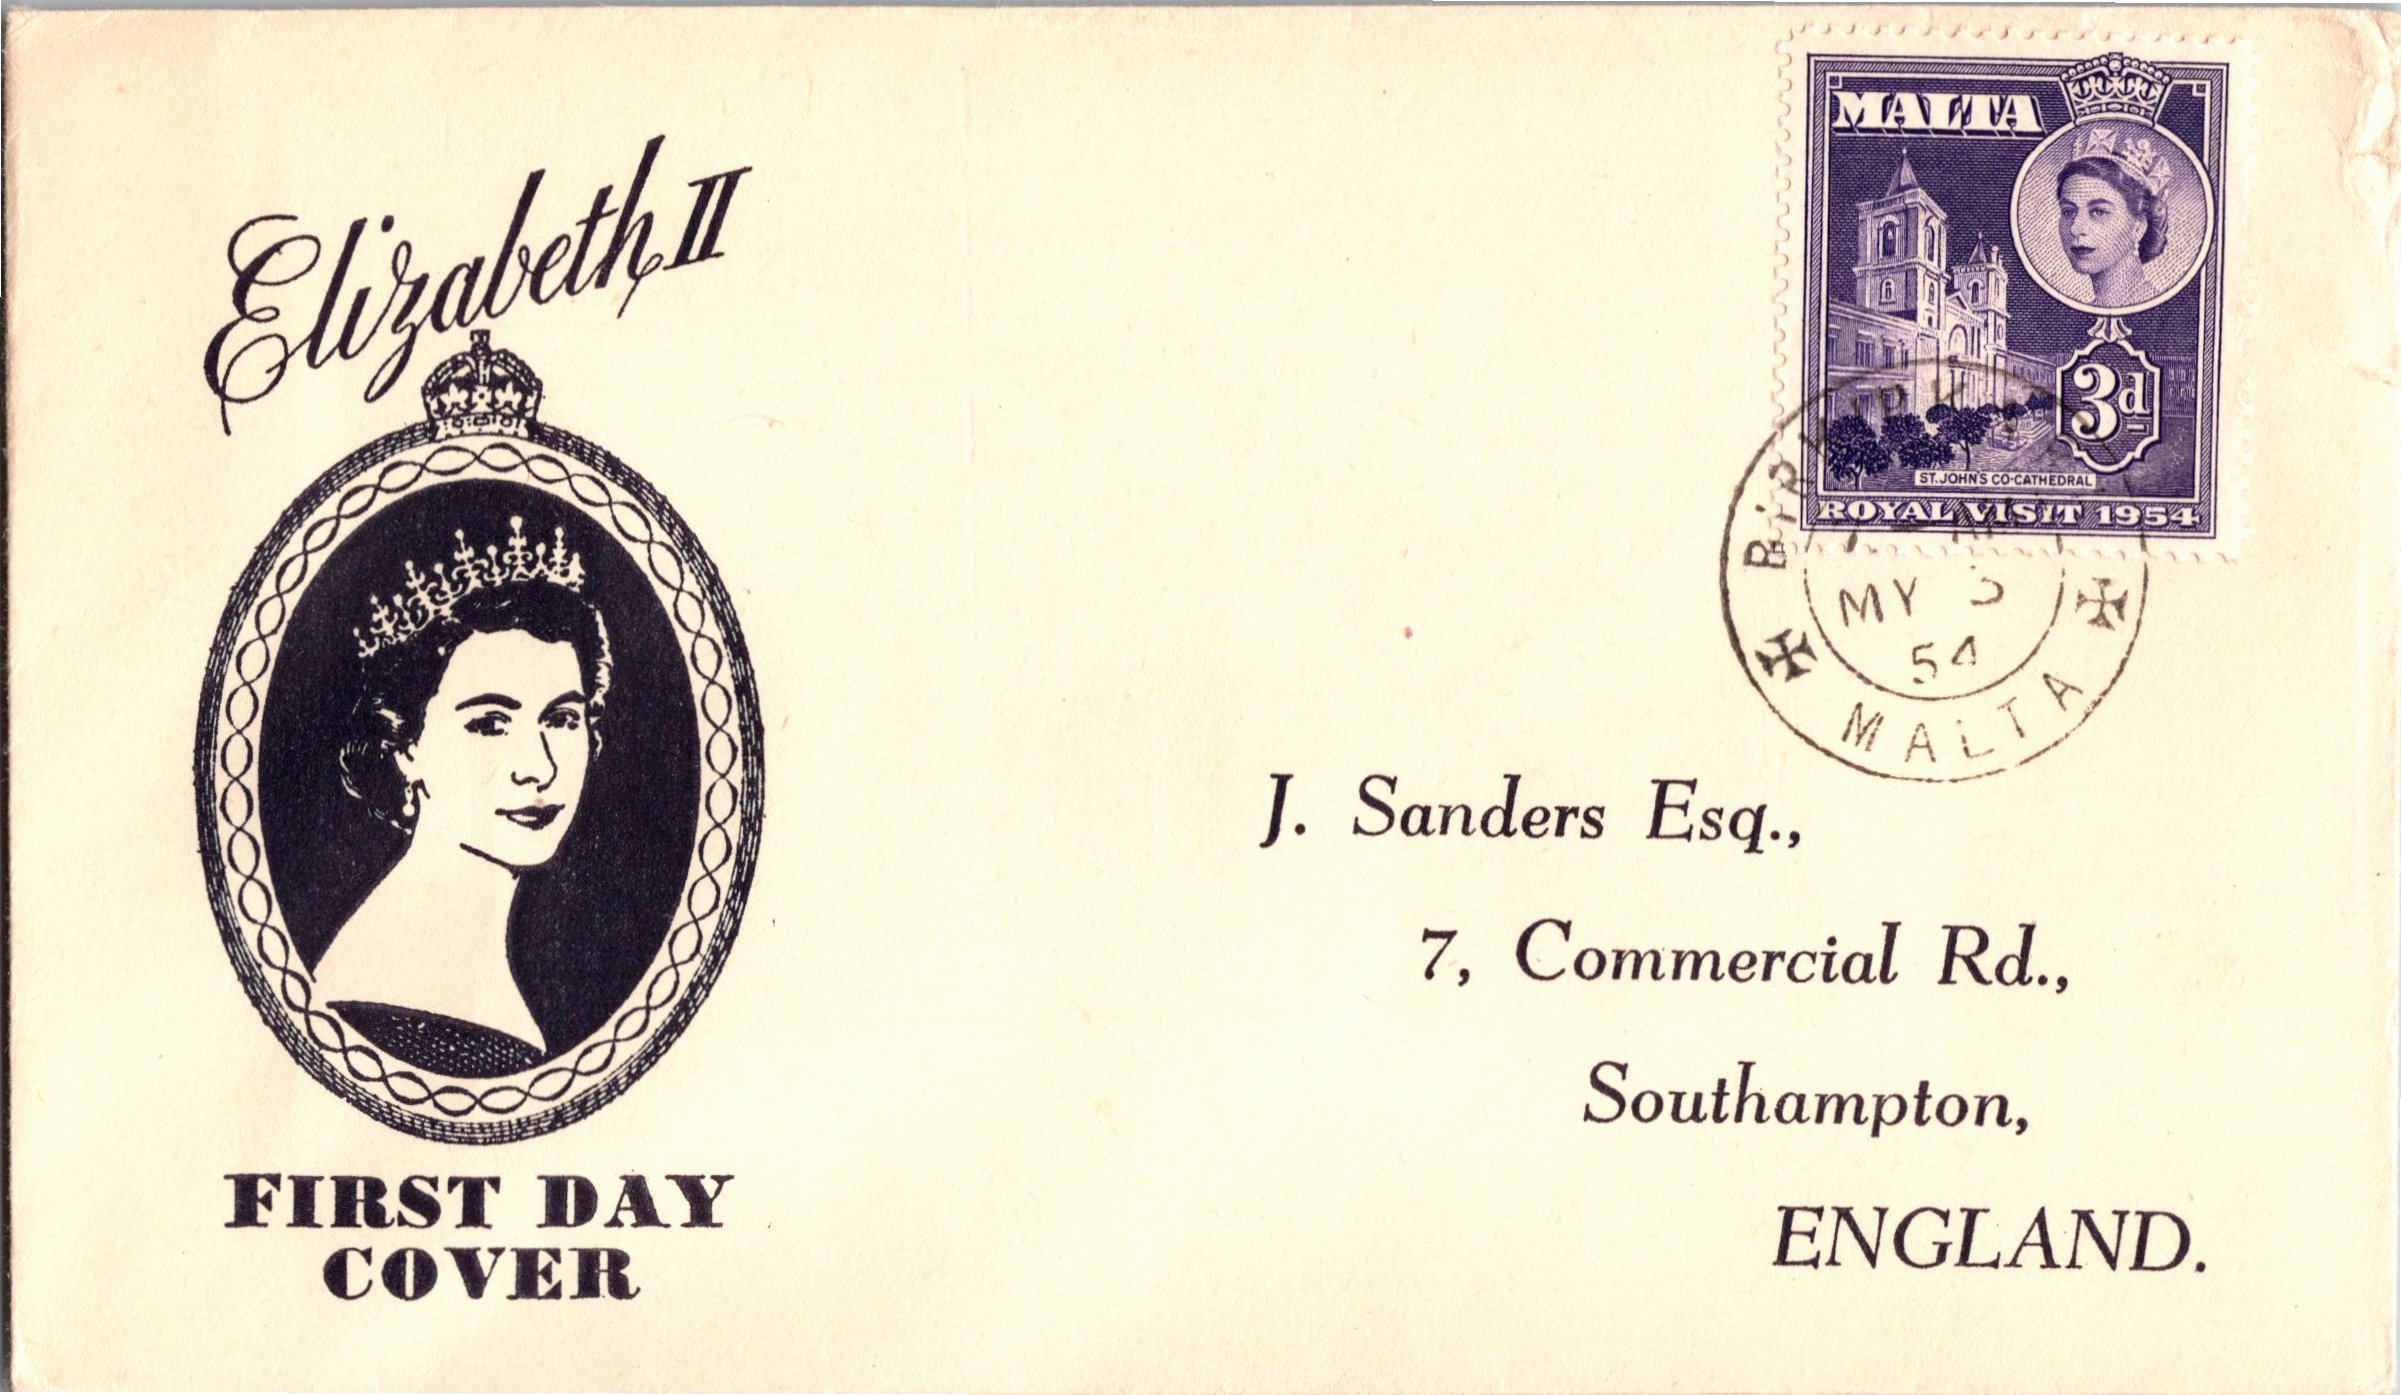 Elizabeth II
FIRST DAY
COVER
MALTA
3d
ST. JOHN'S CO-CATHEDRAL
ROYAL VISIT 1954
MY 3
54
MALTA
J. Sanders Esq.,
7, Commercial Rd.,
Southampton,
ENGLAND.